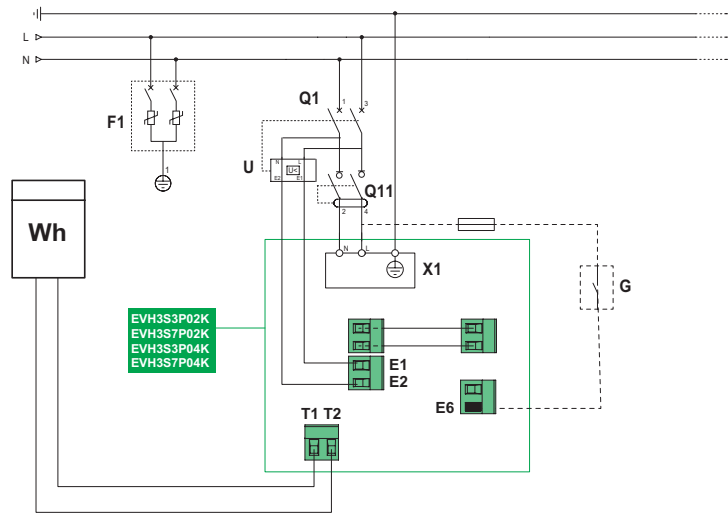 L
N
Q1
1
3
F1
U
N
L
U<
E2
E1
1
Q11
2
4
Wh
N
L
X1
G
EVH3S3P02K
EVH3S7P02K
EVH3S3P04K
EVH3S7P04K
E1
E2
E6
T1 T2